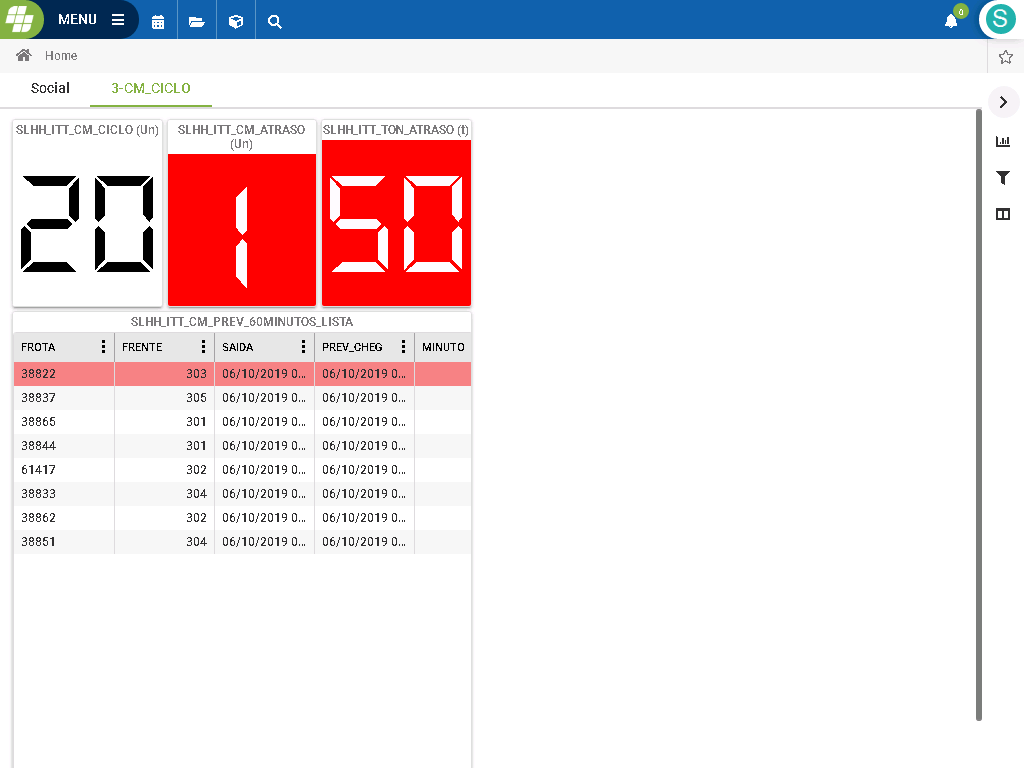 MENU
0
S
Home
Social
3-CM_CICLO
SLHH_ITT_CM_CICLO (Un)
SLHH_ITT_CM_ATRASO
(Un)
SLHH_ITT_TON_ATRASO (t)
20
1
50
SLHH_ITT_CM_PREV_60MINUTOS_LISTA
FROTA FRENTE SAIDA PREV_CHEG MINUTO
38822 303 06/10/2019 0... 06/10/2019 0...
38837 305 06/10/2019 0... 06/10/2019 0...
38865 301 06/10/2019 0... 06/10/2019 0...
38844 301 06/10/2019 0... 06/10/2019 0...
61417 302 06/10/2019 0... 06/10/2019 0...
38833 304 06/10/2019 0... 06/10/2019 0...
38862 302 06/10/2019 0... 06/10/2019 0...
38851 304 06/10/2019 0... 06/10/2019 0...